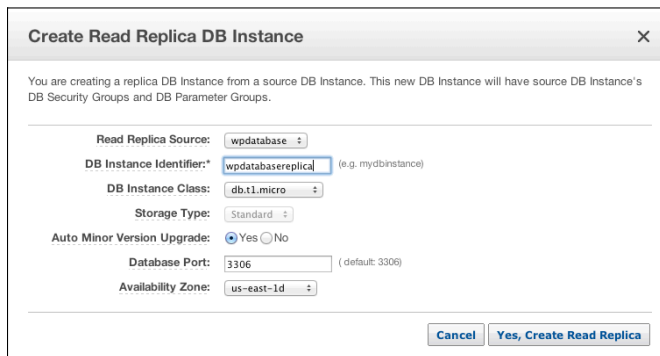 Create Read Replica DB Instance
You are creating a replica DB Instance from a source DB Instance. This new DB Instance will have source DB Instance's
DB Security Groups and DB Parameter Groups.
Read Replica Source: wpdatabase
DB Instance Identifier:* wpdatabasereplica (e.g. mydbinstance)
DB Instance Class: db.t1.micro
Storage Type: Standard
Auto Minor Version Upgrade: Yes No
Database Port: 3306 ( default: 3306)
Availability Zone: us-east-1d
Cancel Yes, Create Read Replica